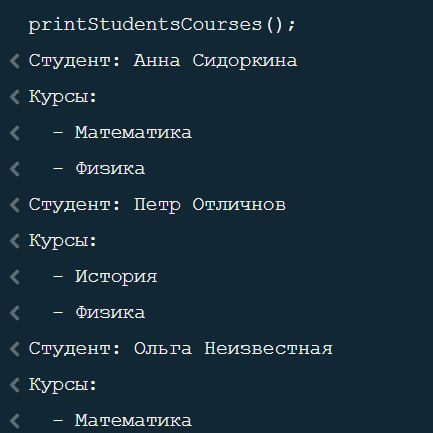 printStudentsCourses();
Студент: Анна Сидоркина
Курсы:
- Математика
- Физика
Студент: Петр Отличнов
Курсы:
- История
- Физика
Студент: Ольга Неизвестная
Курсы:
- Математика